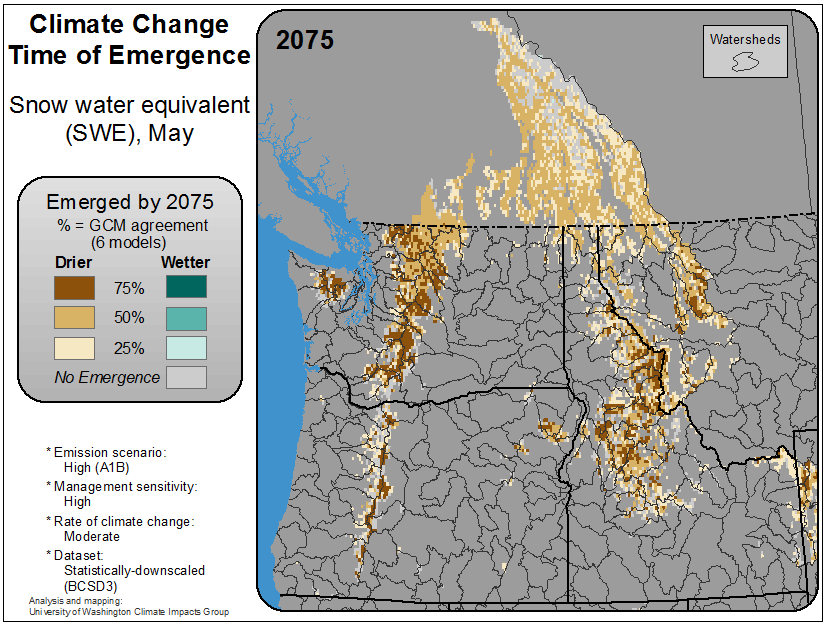 Climate Change
Time of Emergence
Snow water equivalent
(SWE), May
Emerged by 2075
% = GCM agreement
(6 models)
Drier Wetter
75%
50%
25%
No Emergence
* Emission scenario:
High (A1B)
* Management sensitivity:
High
* Rate of climate change:
Moderate
* Dataset:
Statistically-downscaled
(BCSD3)
Analysis and mapping:
University of Washington Climate Impacts Group
2075
Watersheds